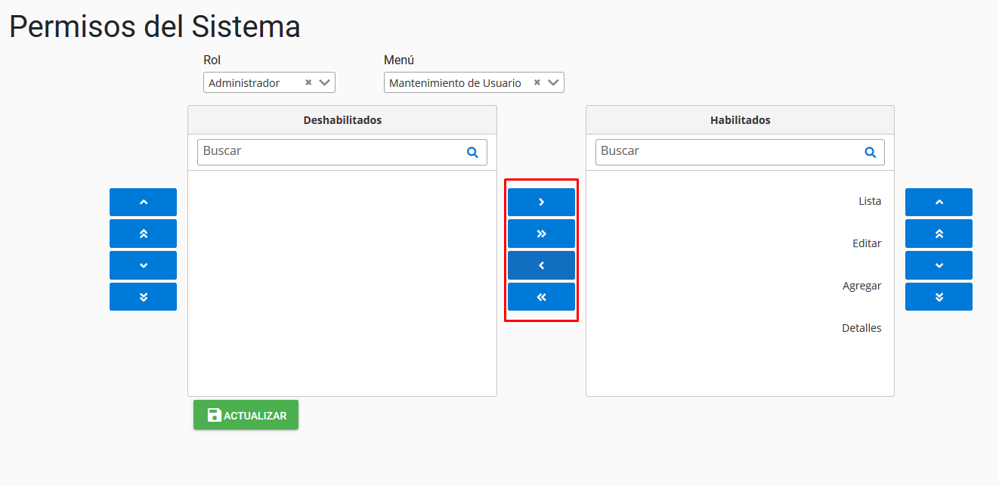 Permisos del Sistema
Rol
Menú
Administrador
Mantenimiento de Usuario
Deshabilitados
Habilitados
Buscar
Buscar
Lista
Editar
Agregar
Detalles
ACTUALIZAR